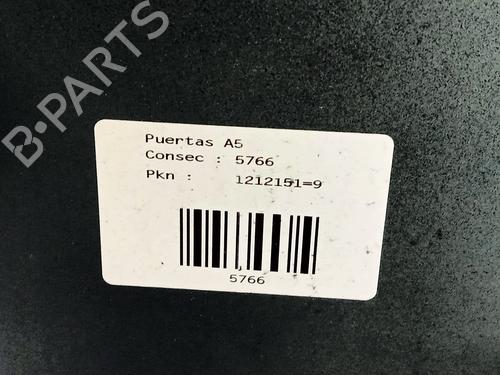 B-PARTS
Puertas A5
Consec : 5766
Pkn : 1212151=9
5766